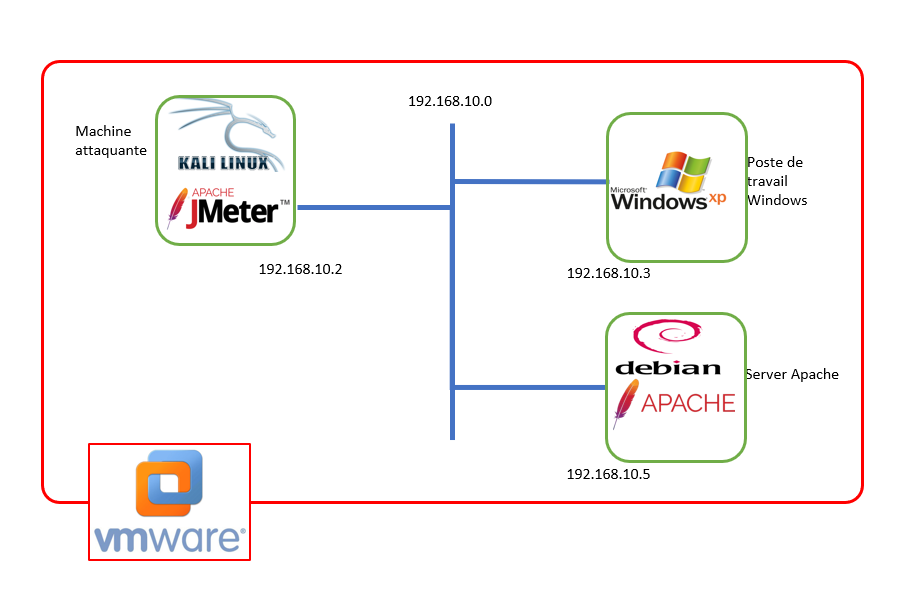 192.168.10.0
Machine
attaquante
KALI LINUX
APACHE
JMeter™
192.168.10.2
Microsoft®
Windows xp
Poste de
travail
Windows
192.168.10.3
debian
APACHE
Server Apache
192.168.10.5
vmware®